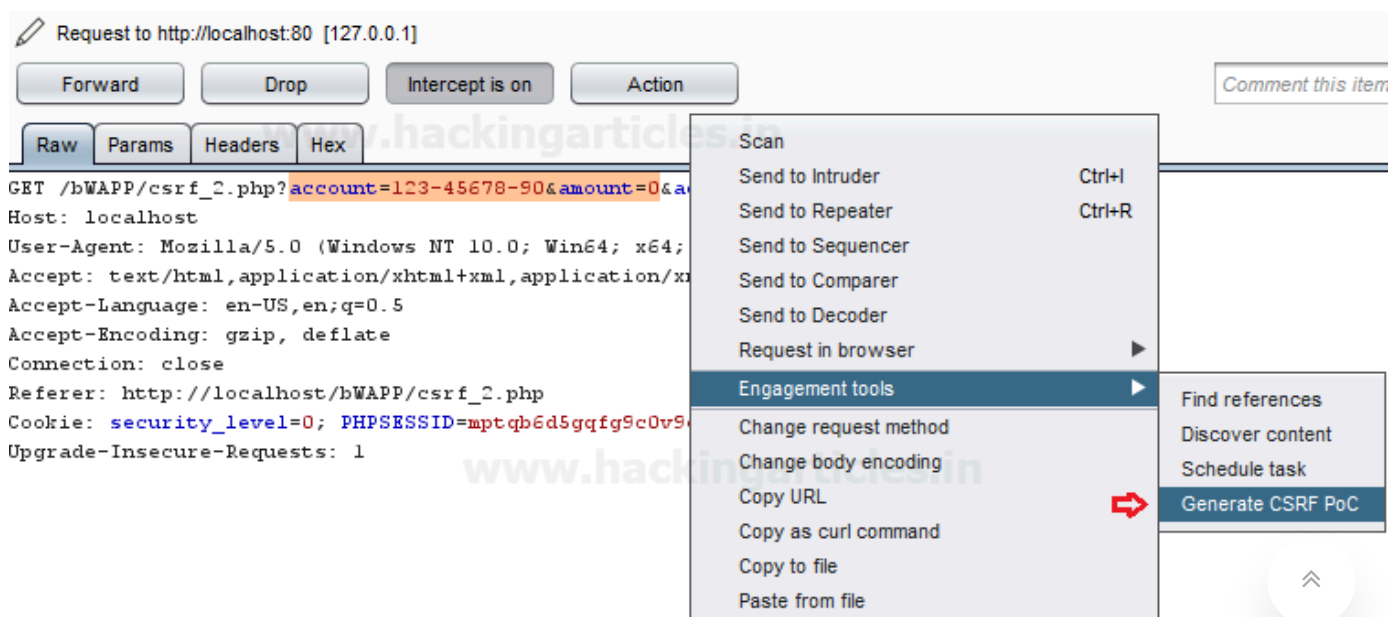 Request to http://localhost:80 [127.0.0.1]
Forward Drop Intercept is on Action Comment this item
Raw Params Headers Hex
www.hackingarticles.in
GET /bWAPP/csrf_2.php?account=123-45678-90&amount=0&a
Host: localhost
User-Agent: Mozilla/5.0 (Windows NT 10.0; Win64; x64;
Accept: text/html,application/xhtml+xml,application/x
Accept-Language: en-US,en;q=0.5
Accept-Encoding: gzip, deflate
Connection: close
Referer: http://localhost/bWAPP/csrf_2.php
Cookie: security_level=0; PHPSESSID=mptqb6d5gqfg9c0v9
Upgrade-Insecure-Requests: 1
www.hackingarticles.in
Scan
Send to Intruder Ctrl+I
Send to Repeater Ctrl+R
Send to Sequencer
Send to Comparer
Send to Decoder
Request in browser
Engagement tools
Change request method
Change body encoding
Copy URL
Copy as curl command
Copy to file
Paste from file
Find references
Discover content
Schedule task
Generate CSRF PoC